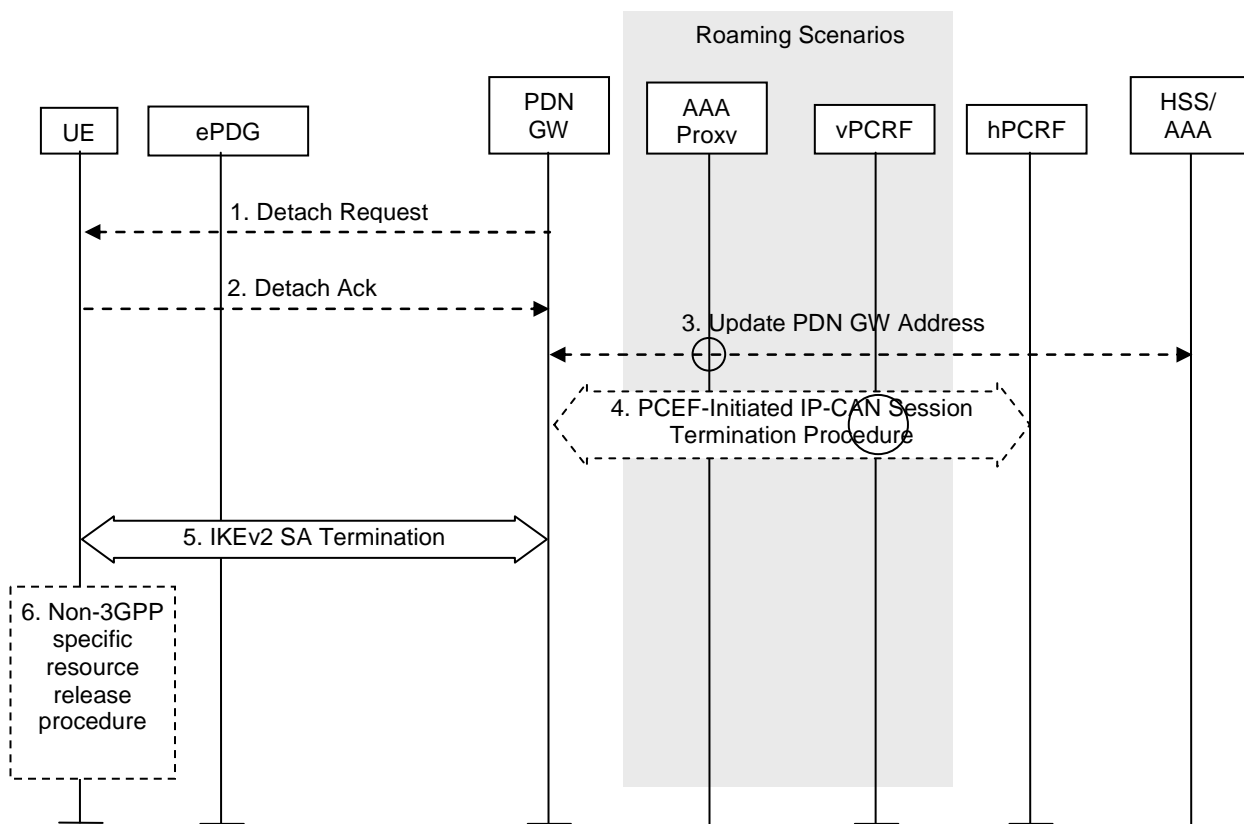 Roaming Scenarios
UE
ePDG
PDN
GW
AAA
Proxy
vPCRF
hPCRF
HSS/
AAA
1. Detach Request
2. Detach Ack
3. Update PDN GW Address
4. PCEF-Initiated IP-CAN Session
Termination Procedure
5. IKEv2 SA Termination
6. Non-3GPP
specific
resource
release
procedure